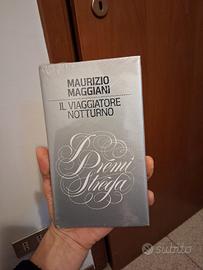 MAURIZIO
MAGGIANI
IL VIAGGIATORE
NOTTURNO
I Premi
Strega
subito